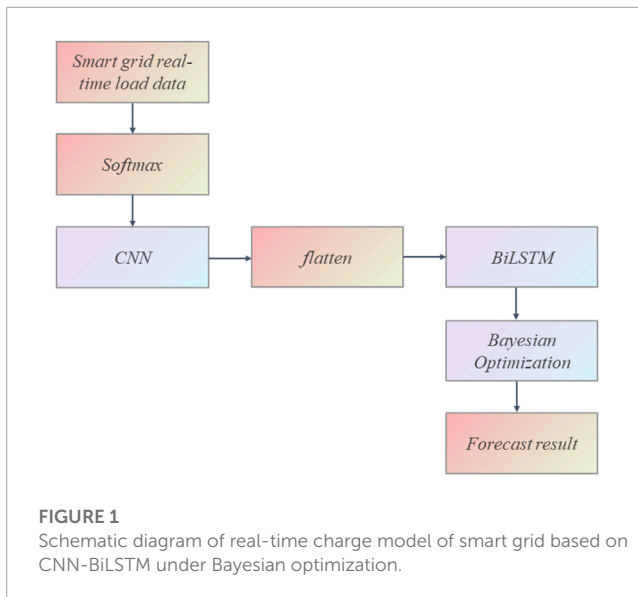 Smart grid real-
time load data
Softmax
CNN
flatten
BiLSTM
Bayesian
Optimization
Forecast result
FIGURE 1
Schematic diagram of real-time charge model of smart grid based on
CNN-BiLSTM under Bayesian optimization.